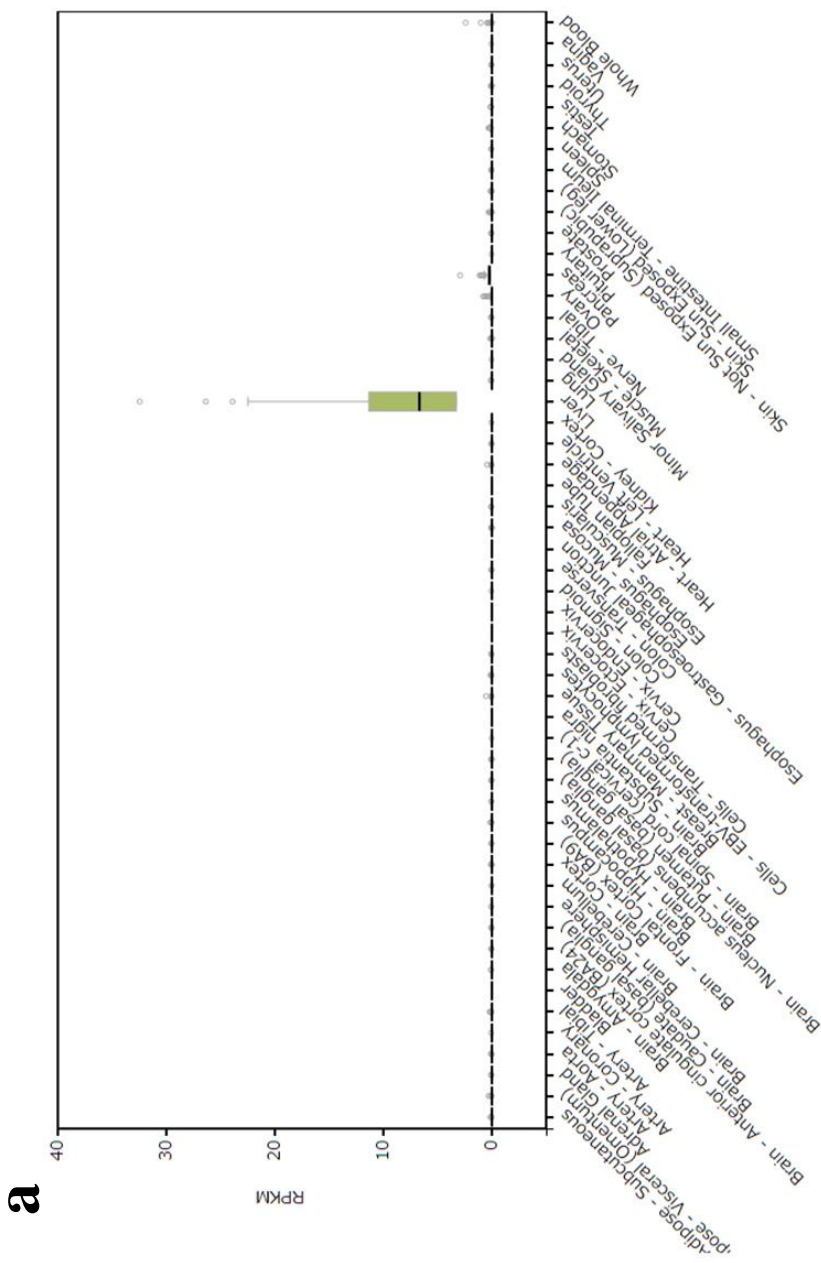 a
RPKM
40
30
20
10
0
Adipose - Subcutaneous
pose - Visceral (Omentum)
Adrenal Gland
Artery - Aorta
Artery - Coronary
Artery - Tibial
Bladder
Brain - Amygdala
Brain - Anterior cingulate cortex (BA24)
Brain - Caudate (basal ganglia)
Brain - Cerebellar Hemisphere
Brain - Cerebellum
Brain - Cortex
Brain - Frontal Cortex (BA9)
Brain - Hippocampus
Brain - Hypothalamus
Brain - Nucleus accumbens (basal ganglia)
Brain - Putamen (basal ganglia)
Brain - Spinal cord (cervical c-1)
Brain - Substantia nigra
Breast - Mammary Tissue
Cells - EBV-transformed lymphocytes
Cells - Transformed fibroblasts
Cervix - Ectocervix
Cervix - Endocervix
Colon - Sigmoid
Colon - Transverse
Esophagus - Gastroesophageal Junction
Esophagus - Mucosa
Esophagus - Muscularis
Fallopian Tube
Heart - Atrial Appendage
Heart - Left Ventricle
Kidney - Cortex
Liver
Lung
Minor Salivary Gland
Muscle - Skeletal
Nerve - Tibial
Ovary
Pancreas
Pituitary
Prostate
Skin - Not Sun Exposed (Suprapubic)
Skin - Sun Exposed (Lower leg)
Small Intestine - Terminal Ileum
Spleen
Stomach
Testis
Thyroid
Uterus
Vagina
Whole Blood